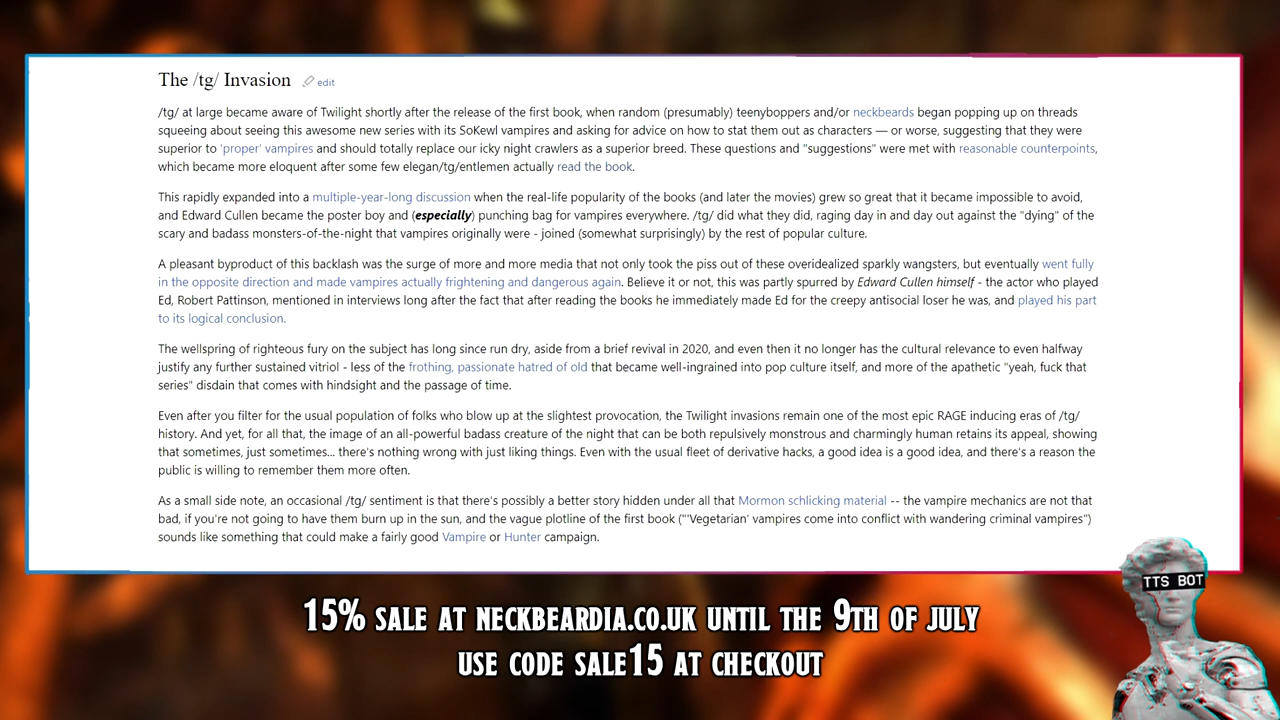 The /tg/ Invasion edit
/tg/ at large became aware of Twilight shortly after the release of the first book, when random (presumably) teenyboppers and/or neckbeards began popping up on threads
squeeing about seeing this awesome new series with its SoKewl vampires and asking for advice on how to stat them out as characters — or worse, suggesting that they were
superior to 'proper' vampires and should totally replace our icky night crawlers as a superior breed. These questions and "suggestions" were met with reasonable counterpoints,
which became more eloquent after some few elegan/tg/entlemen actually read the book.
This rapidly expanded into a multiple-year-long discussion when the real-life popularity of the books (and later the movies) grew so great that it became impossible to avoid,
and Edward Cullen became the poster boy and (especially) punching bag for vampires everywhere. /tg/ did what they did, raging day in and day out against the "dying" of the
scary and badass monsters-of-the-night that vampires originally were - joined (somewhat surprisingly) by the rest of popular culture.
A pleasant byproduct of this backlash was the surge of more and more media that not only took the piss out of these overidealized sparkly wangsters, but eventually went fully
in the opposite direction and made vampires actually frightening and dangerous again. Believe it or not, this was partly spurred by Edward Cullen himself - the actor who played
Ed, Robert Pattinson, mentioned in interviews long after the fact that after reading the books he immediately made Ed for the creepy antisocial loser he was, and played his part
to its logical conclusion.
The wellspring of righteous fury on the subject has long since run dry, aside from a brief revival in 2020, and even then it no longer has the cultural relevance to even halfway
justify any further sustained vitriol - less of the frothing, passionate hatred of old that became well-ingrained into pop culture itself, and more of the apathetic "yeah, fuck that
series" disdain that comes with hindsight and the passage of time.
Even after you filter for the usual population of folks who blow up at the slightest provocation, the Twilight invasions remain one of the most epic RAGE inducing eras of /tg/
history. And yet, for all that, the image of an all-powerful badass creature of the night that can be both repulsively monstrous and charmingly human retains its appeal, showing
that sometimes, just sometimes... there's nothing wrong with just liking things. Even with the usual fleet of derivative hacks, a good idea is a good idea, and there's a reason the
public is willing to remember them more often.
As a small side note, an occasional /tg/ sentiment is that there's possibly a better story hidden under all that Mormon schlicking material -- the vampire mechanics are not that
bad, if you're not going to have them burn up in the sun, and the vague plotline of the first book ("'Vegetarian' vampires come into conflict with wandering criminal vampires")
sounds like something that could make a fairly good Vampire or Hunter campaign.
TTS BOT
15% SALE AT NECKBEARDIA.CO.UK UNTIL THE 9TH OF JULY
USE CODE SALE15 AT CHECKOUT